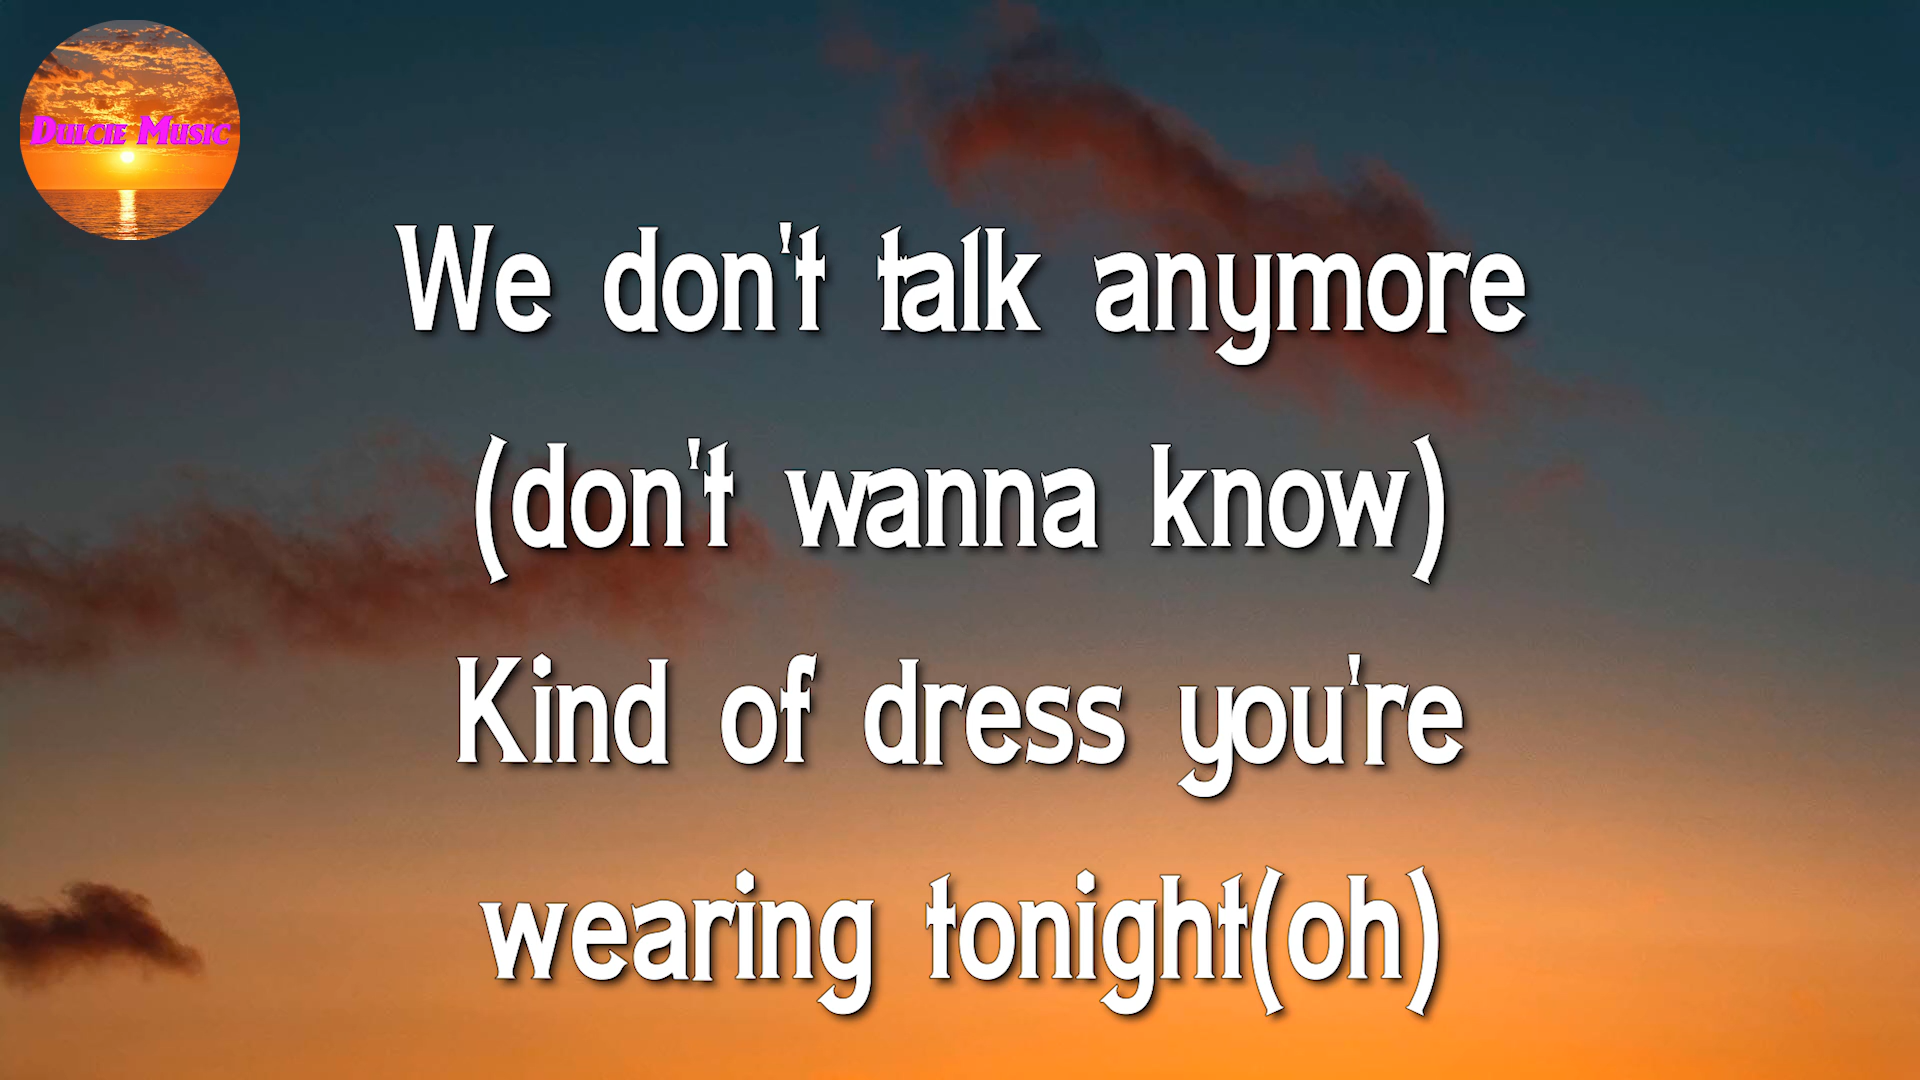 Dulcie Music
We don't talk anymore
(don't wanna know)
Kind of dress you're
wearing tonight(oh)